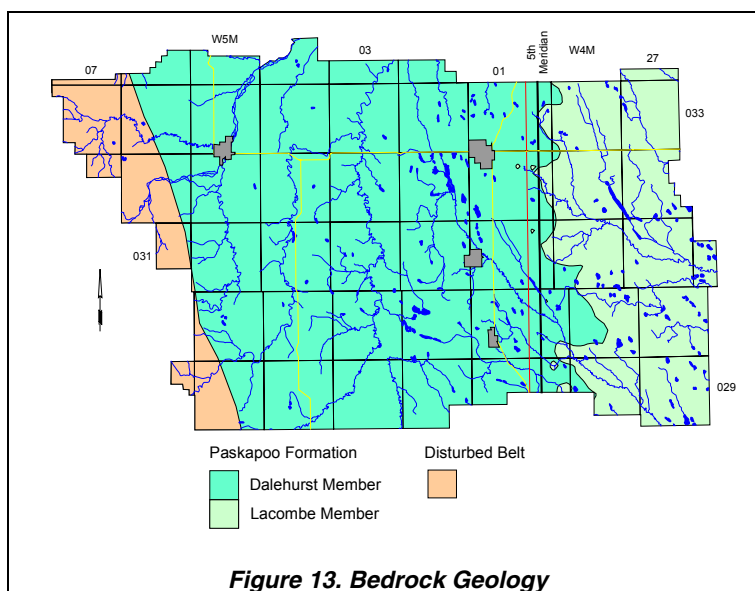 W5M
07
03
01
5th
Meridian
W4M
27
033
031
029
Paskapoo Formation
Disturbed Belt
Dalehurst Member
Lacombe Member
Figure 13. Bedrock Geology